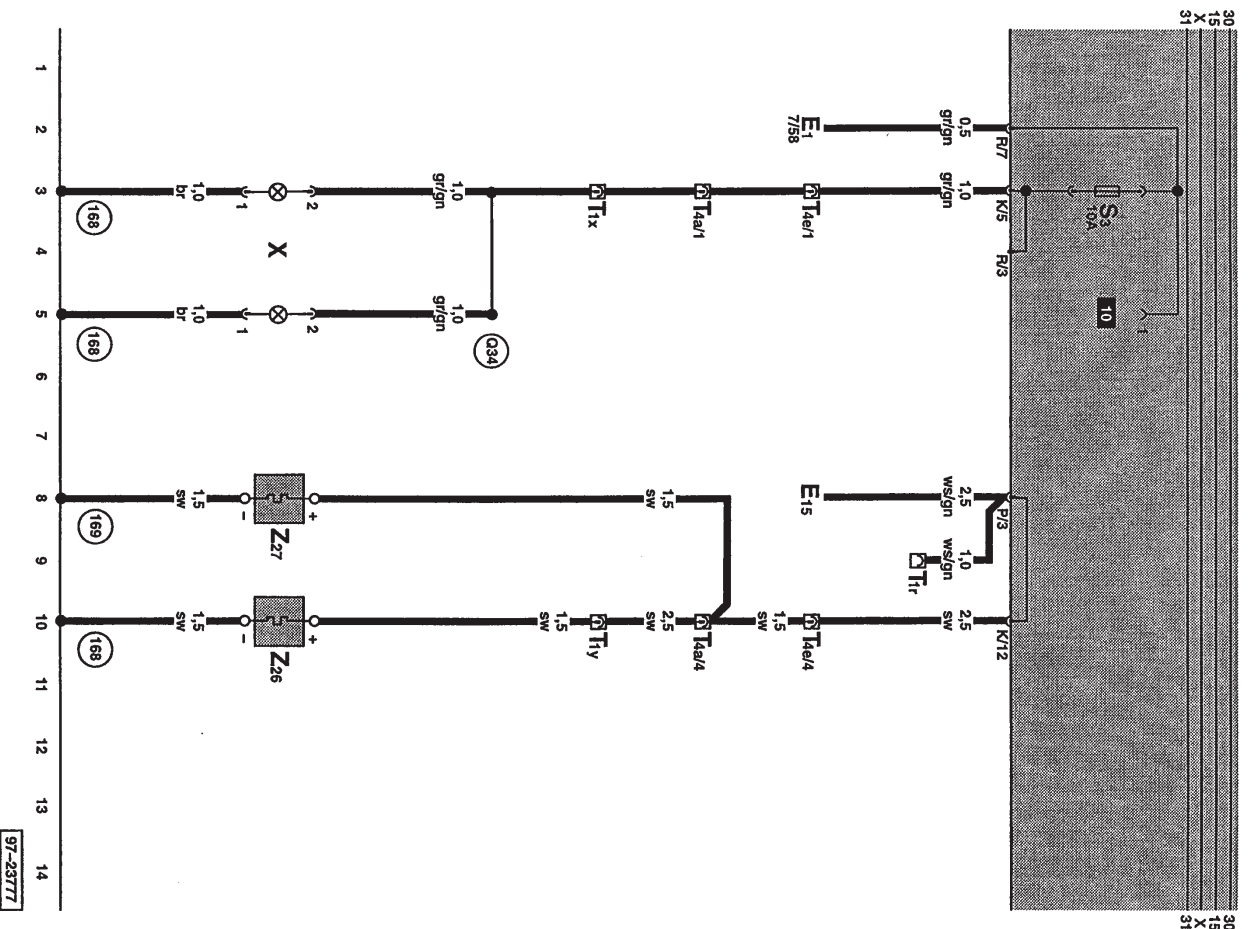 30
15
X
31
30
15
X
31
R/7
K/5
R/3
P/3
K/12
S3
10A
10
1
0,5
gr/gn
1,0
gr/gn
2,5
ws/gn
1,0
ws/gn
2,5
sw
E1
7/58
T4e/1
E15
T1r
T4e/4
T4a/1
1,5
sw
1,5
sw
T4a/4
T1x
2,5
sw
T1y
Q34
1,5
sw
1,0
gr/gn
1,0
gr/gn
2
2
X
+
Z27
+
Z26
1
1
–
–
1,0
br
1,0
br
1,5
sw
1,5
sw
168
168
169
168
1
2
3
4
5
6
7
8
9
10
11
12
13
14
97–23777